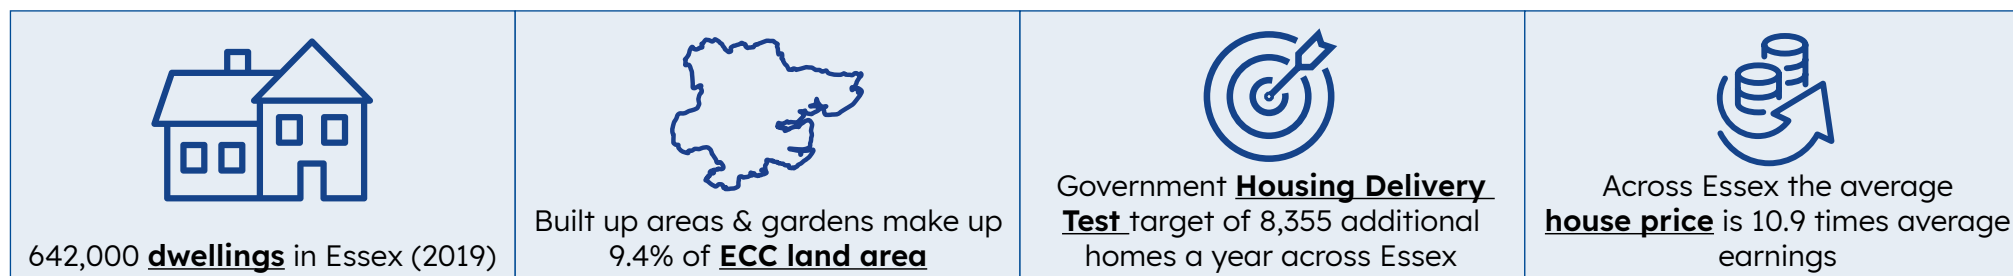 642,000 dwellings in Essex (2019)
Built up areas & gardens make up
9.4% of ECC land area
Government Housing Delivery
Test target of 8,355 additional
homes a year across Essex
Across Essex the average
house price is 10.9 times average
earnings